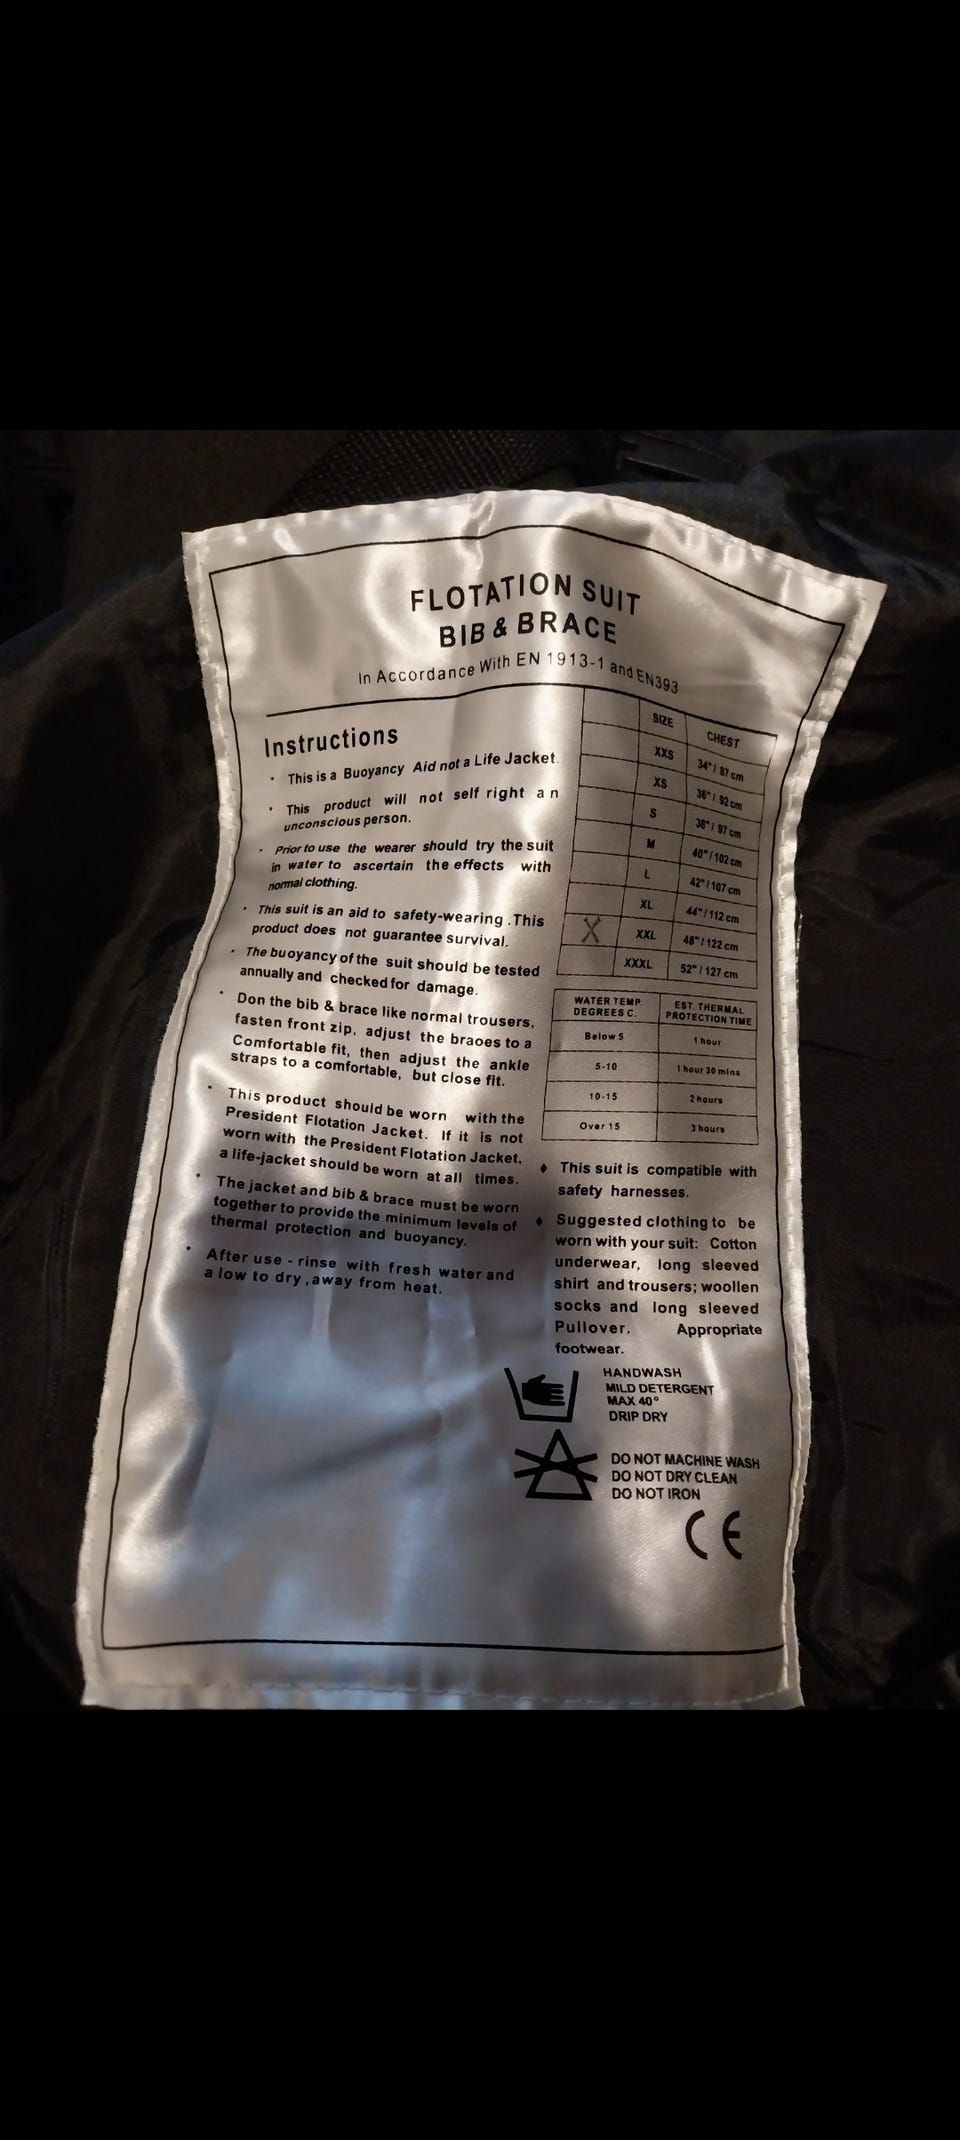 FLOTATION SUIT
BIB & BRACE
In Accordance With EN 1913-1 and EN393
Instructions
· This is a Buoyancy Aid not a Life Jacket.
· This product will not self right an
unconscious person.
· Prior to use the wearer should try the suit
in water to ascertain the effects with
normal clothing.
· This suit is an aid to safety-wearing .This
product does not guarantee survival.
· The buoyancy of the suit should be tested
annually and checked for damage.
· Don the bib & brace like normal trousers,
fasten front zip, adjust the braoes to a
Comfortable fit, then adjust the ankle
straps to a comfortable, but close fit.
· This product should be worn with the
President Flotation Jacket. If it is not
worn with the President Flotation Jacket,
a life-jacket should be worn at all times.
· The jacket and bib & brace must be worn
together to provide the minimum levels of
thermal protection and buoyancy.
· After use - rinse with fresh water and
a low to dry ,away from heat.
SIZE CHEST
XXS 34"/ 87 cm
XS 36"/ 92 cm
S 38"/ 97 cm
M 40"/102 cm
L 42"/107 cm
XL 44"/112 cm
X XXL 48"/122 cm
XXXL 52"/127 cm
WATER TEMP. EST. THERMAL
DEGREES C. PROTECTION TIME
Below 5 1 hour
5-10 1 hour 30 mins
10-15 2 hours
Over 15 3 hours
♦ This suit is compatible with
safety harnesses.
♦ Suggested clothing to be
worn with your suit: Cotton
underwear, long sleeved
shirt and trousers; woollen
socks and long sleeved
Pullover. Appropriate
footwear.
HANDWASH
MILD DETERGENT
MAX 40°
DRIP DRY
DO NOT MACHINE WASH
DO NOT DRY CLEAN
DO NOT IRON
CE